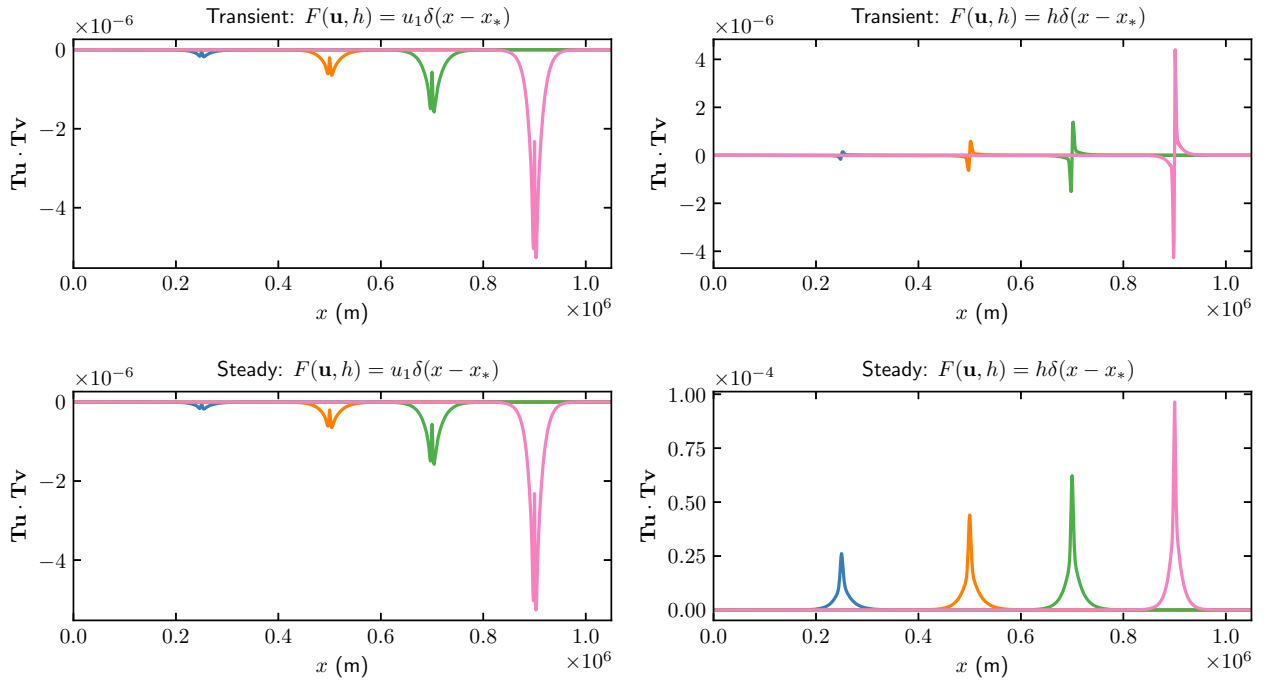 Transient: F(u, h) = u₁δ(x − x∗)
×10⁻⁶
0
−2
−4
Tu · Tv
0.0 0.2 0.4 0.6 0.8 1.0
×10⁶
x (m)
Transient: F(u, h) = hδ(x − x∗)
×10⁻⁶
4
2
0
−2
−4
Tu · Tv
0.0 0.2 0.4 0.6 0.8 1.0
×10⁶
x (m)
Steady: F(u, h) = u₁δ(x − x∗)
×10⁻⁶
0
−2
−4
Tu · Tv
0.0 0.2 0.4 0.6 0.8 1.0
×10⁶
x (m)
Steady: F(u, h) = hδ(x − x∗)
×10⁻⁴
1.00
0.75
0.50
0.25
0.00
Tu · Tv
0.0 0.2 0.4 0.6 0.8 1.0
×10⁶
x (m)